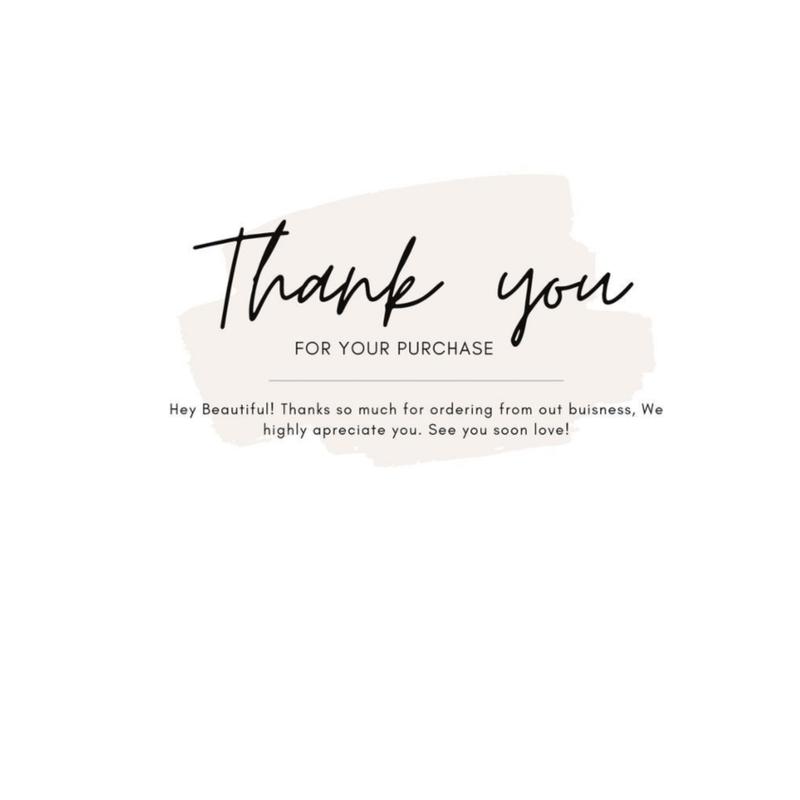 Thank you
FOR YOUR PURCHASE
Hey Beautiful! Thanks so much for ordering from out buisness, We
highly apreciate you. See you soon love!